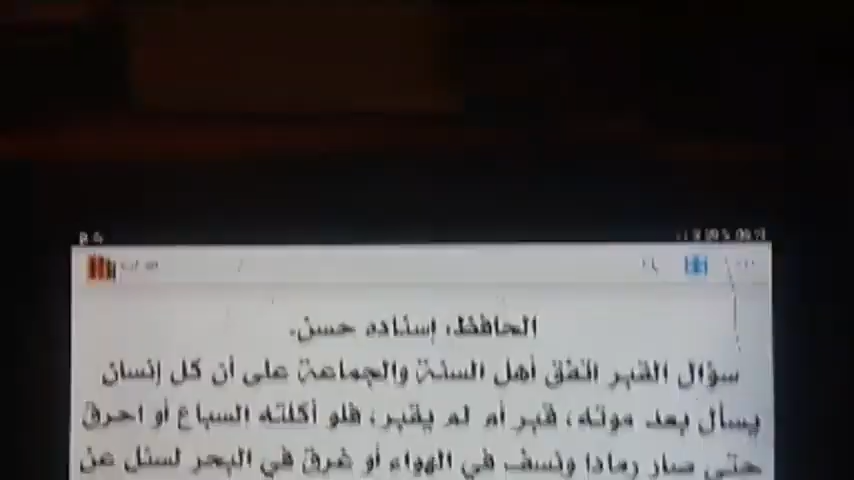 الحافظ، إسناده حسن.
سؤال القبر اتفق أهل السنة والجماعة على أن كل إنسان
يسأل بعد موته، قبر أم لم يقبر، فلو أكلته السباع أو احرق
حتى صار رمادا ونسف في الهواء أو غرق في البحر لسئل عن